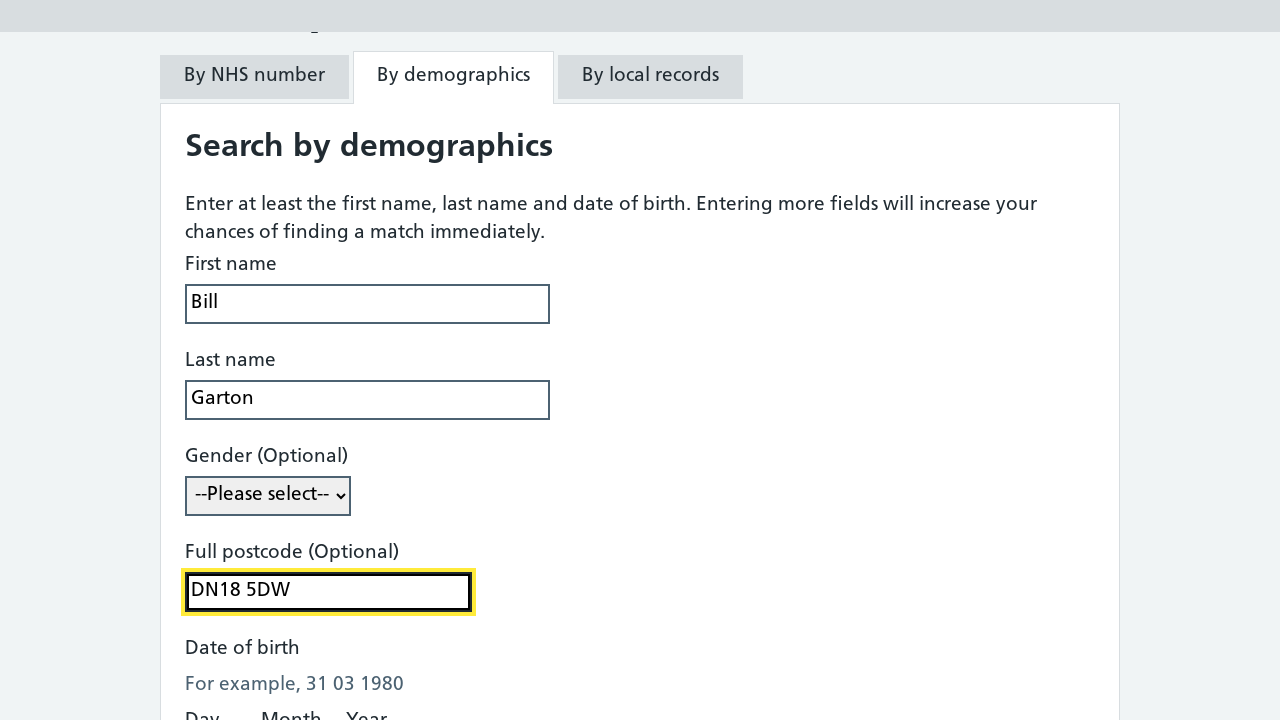 By NHS number
By demographics
By local records
Search by demographics
Enter at least the first name, last name and date of birth. Entering more fields will increase your
chances of finding a match immediately.
First name
Bill
Last name
Garton
Gender (Optional)
--Please select--
Full postcode (Optional)
DN18 5DW
Date of birth
For example, 31 03 1980
Day Month Year